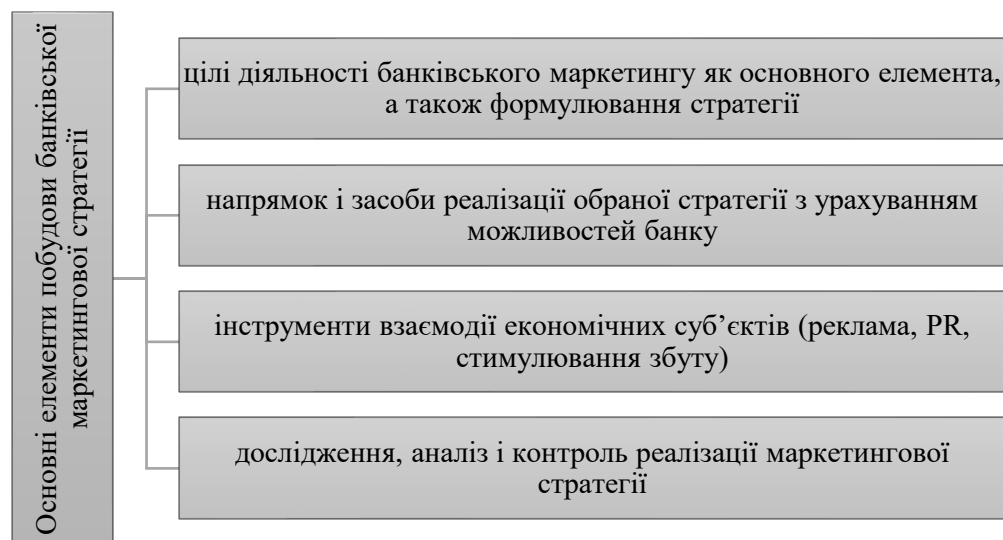 Основні елементи побудови банківської
маркетингової стратегії
цілі діяльності банківського маркетингу як основного елемента,
а також формулювання стратегії
напрямок і засоби реалізації обраної стратегії з урахуванням
можливостей банку
інструменти взаємодії економічних суб’єктів (реклама, PR,
стимулювання збуту)
дослідження, аналіз і контроль реалізації маркетингової
стратегії